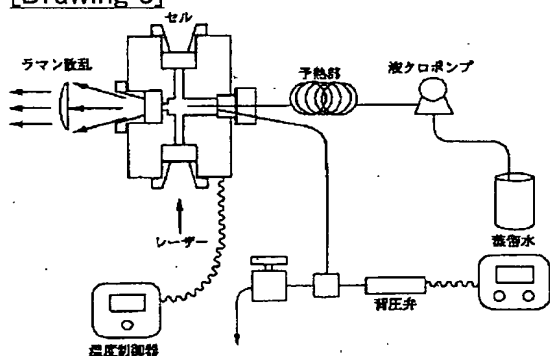 [Drawing 3]
セル
ラマン散乱
予熱部
液クロポンプ
レーザー
蒸留水
背圧弁
温度制御器